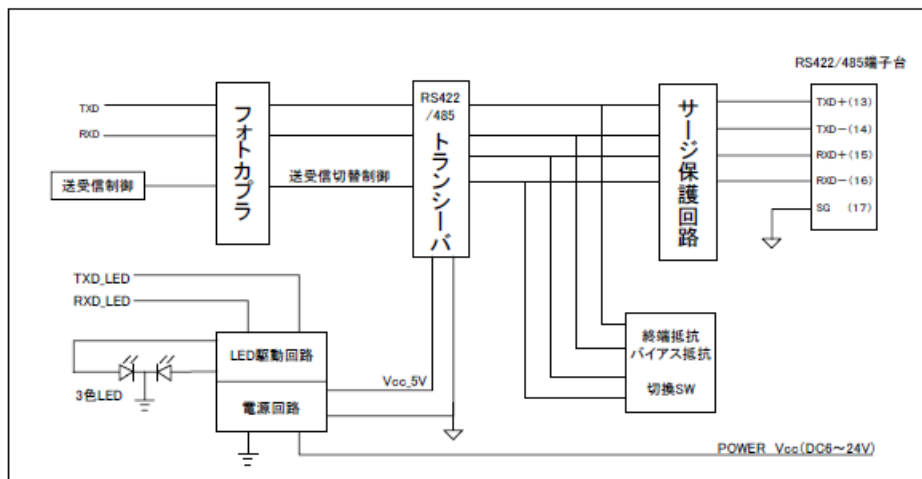 RS422/485端子台
TXD
RXD
送受信制御
フォトカプラ
送受信切替制御
RS422
/485
トランシーバ
サージ保護回路
TXD+(13)
TXD-(14)
RXD+(15)
RXD-(16)
SG (17)
TXD_LED
RXD_LED
LED駆動回路
3色LED
電源回路
Vcc_5V
終端抵抗
バイアス抵抗
切換SW
POWER Vcc(DC6~24V)